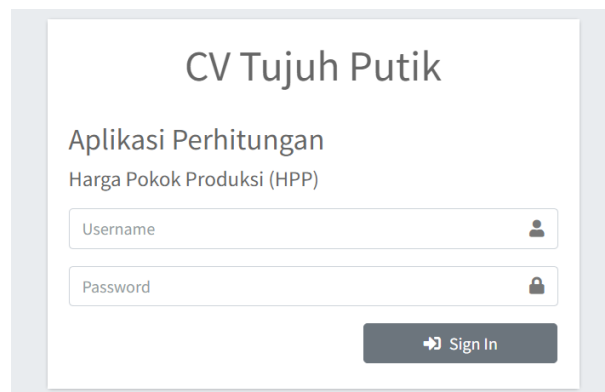 CV Tujuh Putik
Aplikasi Perhitungan
Harga Pokok Produksi (HPP)
Username
Password
Sign In